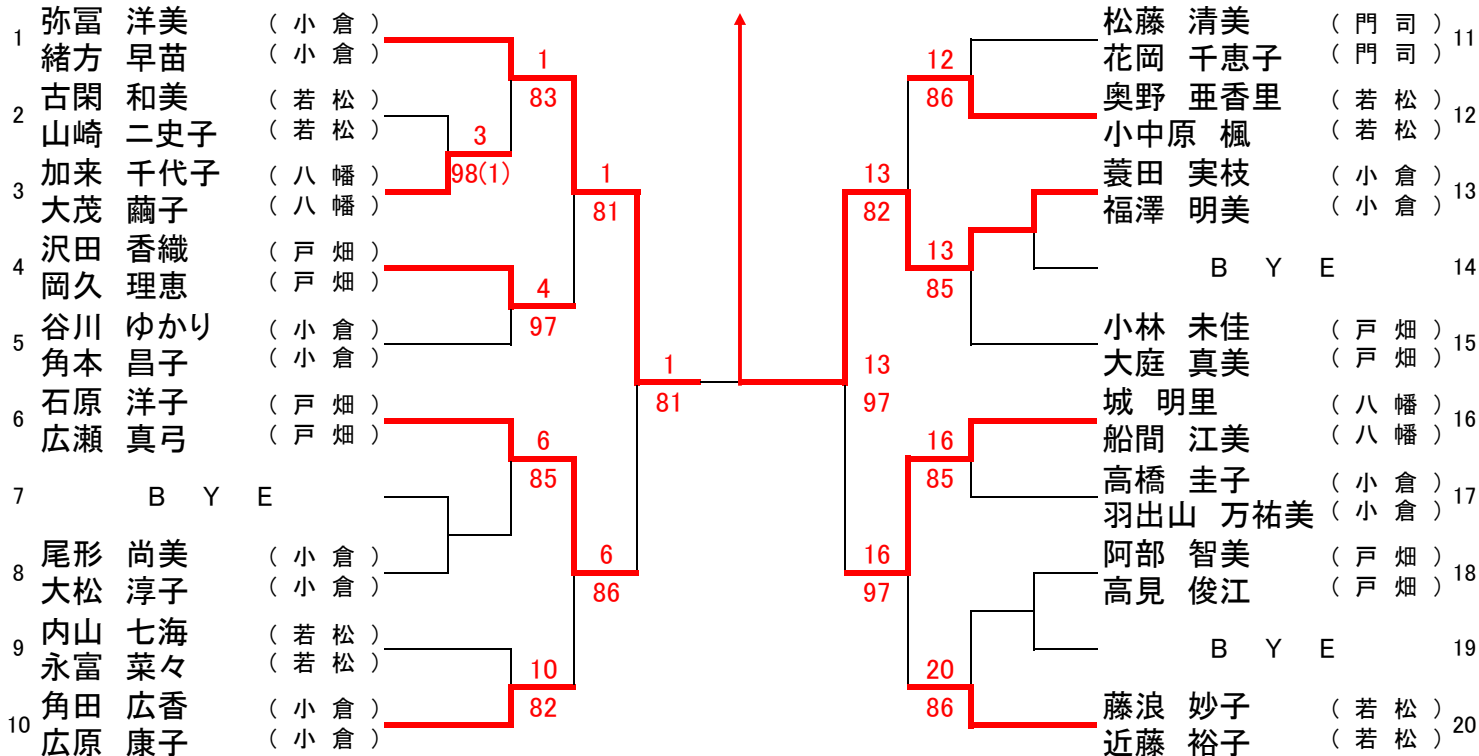 1 弥冨 洋美 (小倉)
緒方 早苗 (小倉)
2 古閑 和美 (若松)
山崎 二史子 (若松)
3 加来 千代子 (八幡)
大茂 繭子 (八幡)
4 沢田 香織 (戸畑)
岡久 理恵 (戸畑)
5 谷川 ゆかり (小倉)
角本 昌子 (小倉)
6 石原 洋子 (戸畑)
広瀬 真弓 (戸畑)
7 BYE
8 尾形 尚美 (小倉)
大松 淳子 (小倉)
9 内山 七海 (若松)
永富 菜々 (若松)
10 角田 広香 (小倉)
広原 康子 (小倉)
3
98(1)
1
83
4
97
6
85
10
82
1
81
6
86
1
81
13
97
13
82
16
97
12
86
13
85
16
85
20
86
松藤 清美 (門司) 11
花岡 千恵子 (門司)
奥野 亜香里 (若松) 12
小中原 楓 (若松)
蓑田 実枝 (小倉) 13
福澤 明美 (小倉)
BYE 14
小林 未佳 (戸畑) 15
大庭 真美 (戸畑)
城 明里 (八幡) 16
船間 江美 (八幡)
高橋 圭子 (小倉) 17
羽出山 万祐美 (小倉)
阿部 智美 (戸畑) 18
高見 俊江 (戸畑)
BYE 19
藤浪 妙子 (若松) 20
近藤 裕子 (若松)